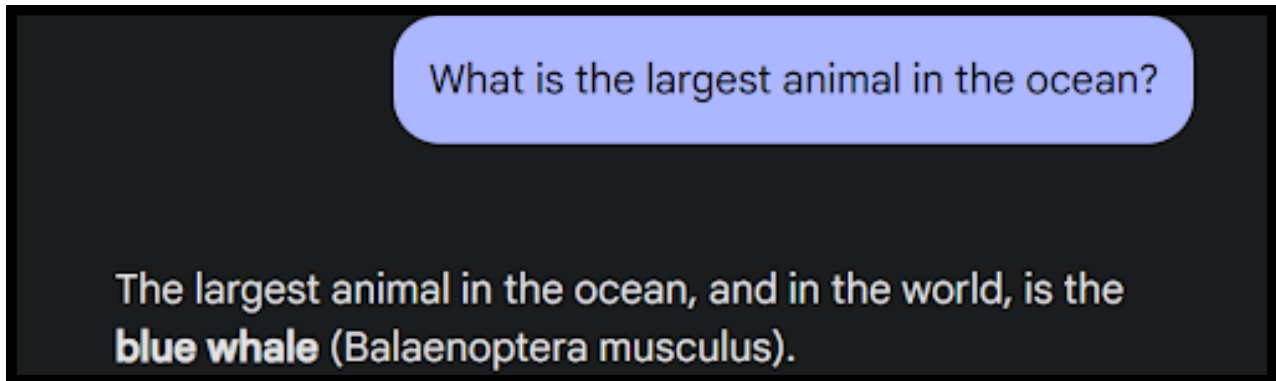 What is the largest animal in the ocean?
The largest animal in the ocean, and in the world, is the
blue whale (Balaenoptera musculus).